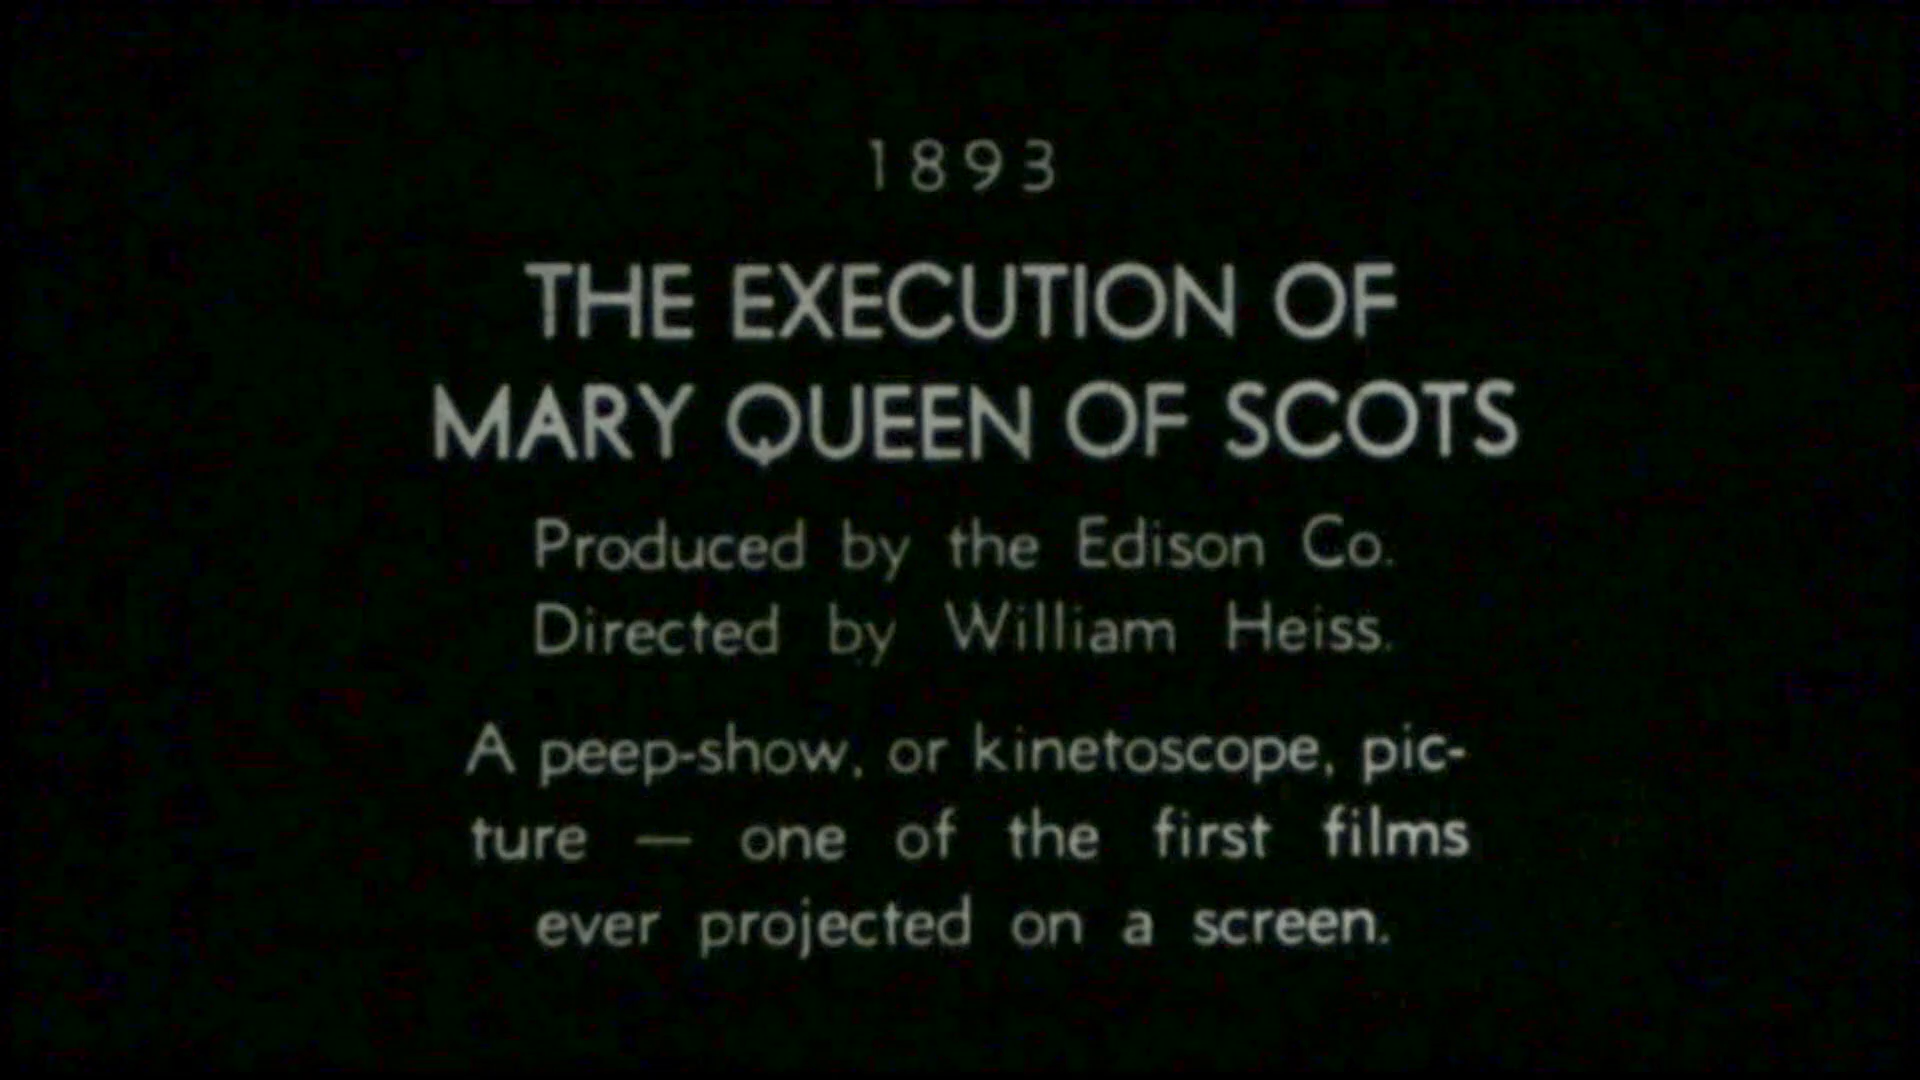 1893
THE EXECUTION OF
MARY QUEEN OF SCOTS
Produced by the Edison Co.
Directed by William Heiss.
A peep-show, or kinetoscope, pic-
ture — one of the first films
ever projected on a screen.